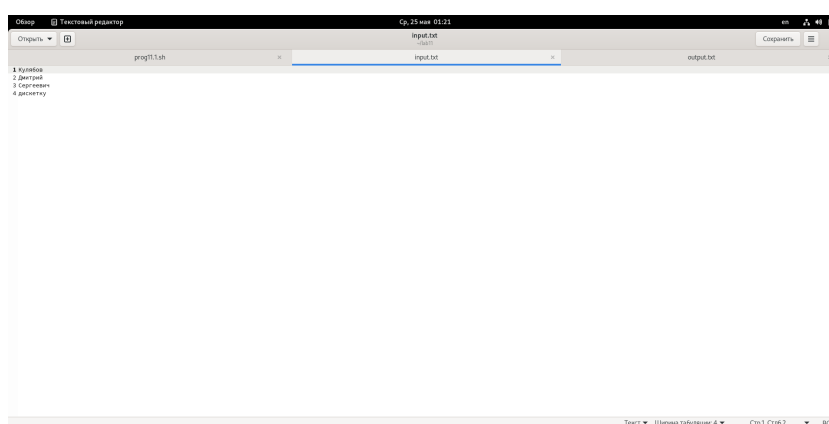 Обзор Текстовый редактор Ср, 25 мая 01:21 en
Открыть input.txt Сохранить
~/lab11
prog11.1.sh × input.txt × output.txt
1 Кулябов
2 Дмитрий
3 Сергеевич
4 дискетку
Текст Ширина табуляции: 4